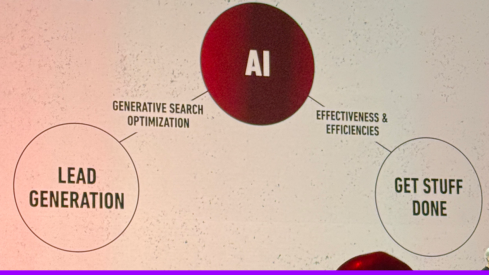 AI
GENERATIVE SEARCH
OPTIMIZATION
EFFECTIVENESS &
EFFICIENCIES
LEAD
GENERATION
GET STUFF
DONE